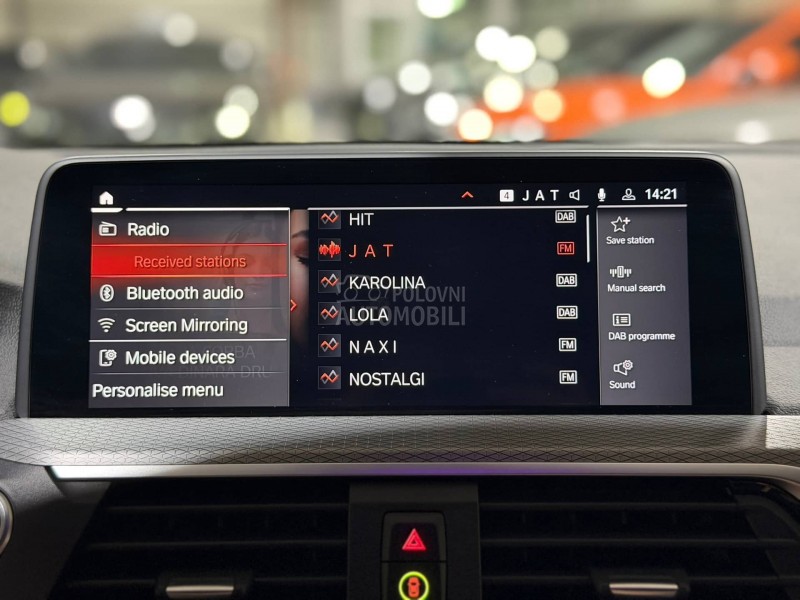 4 J A T 14:21
Radio
Received stations
Bluetooth audio
Screen Mirroring
Mobile devices
Personalise menu
HIT DAB
J A T FM
KAROLINA DAB
LOLA DAB
N A X I FM
NOSTALGI FM
Save station
Manual search
DAB programme
Sound
POLOVNI
AUTOMOBILI